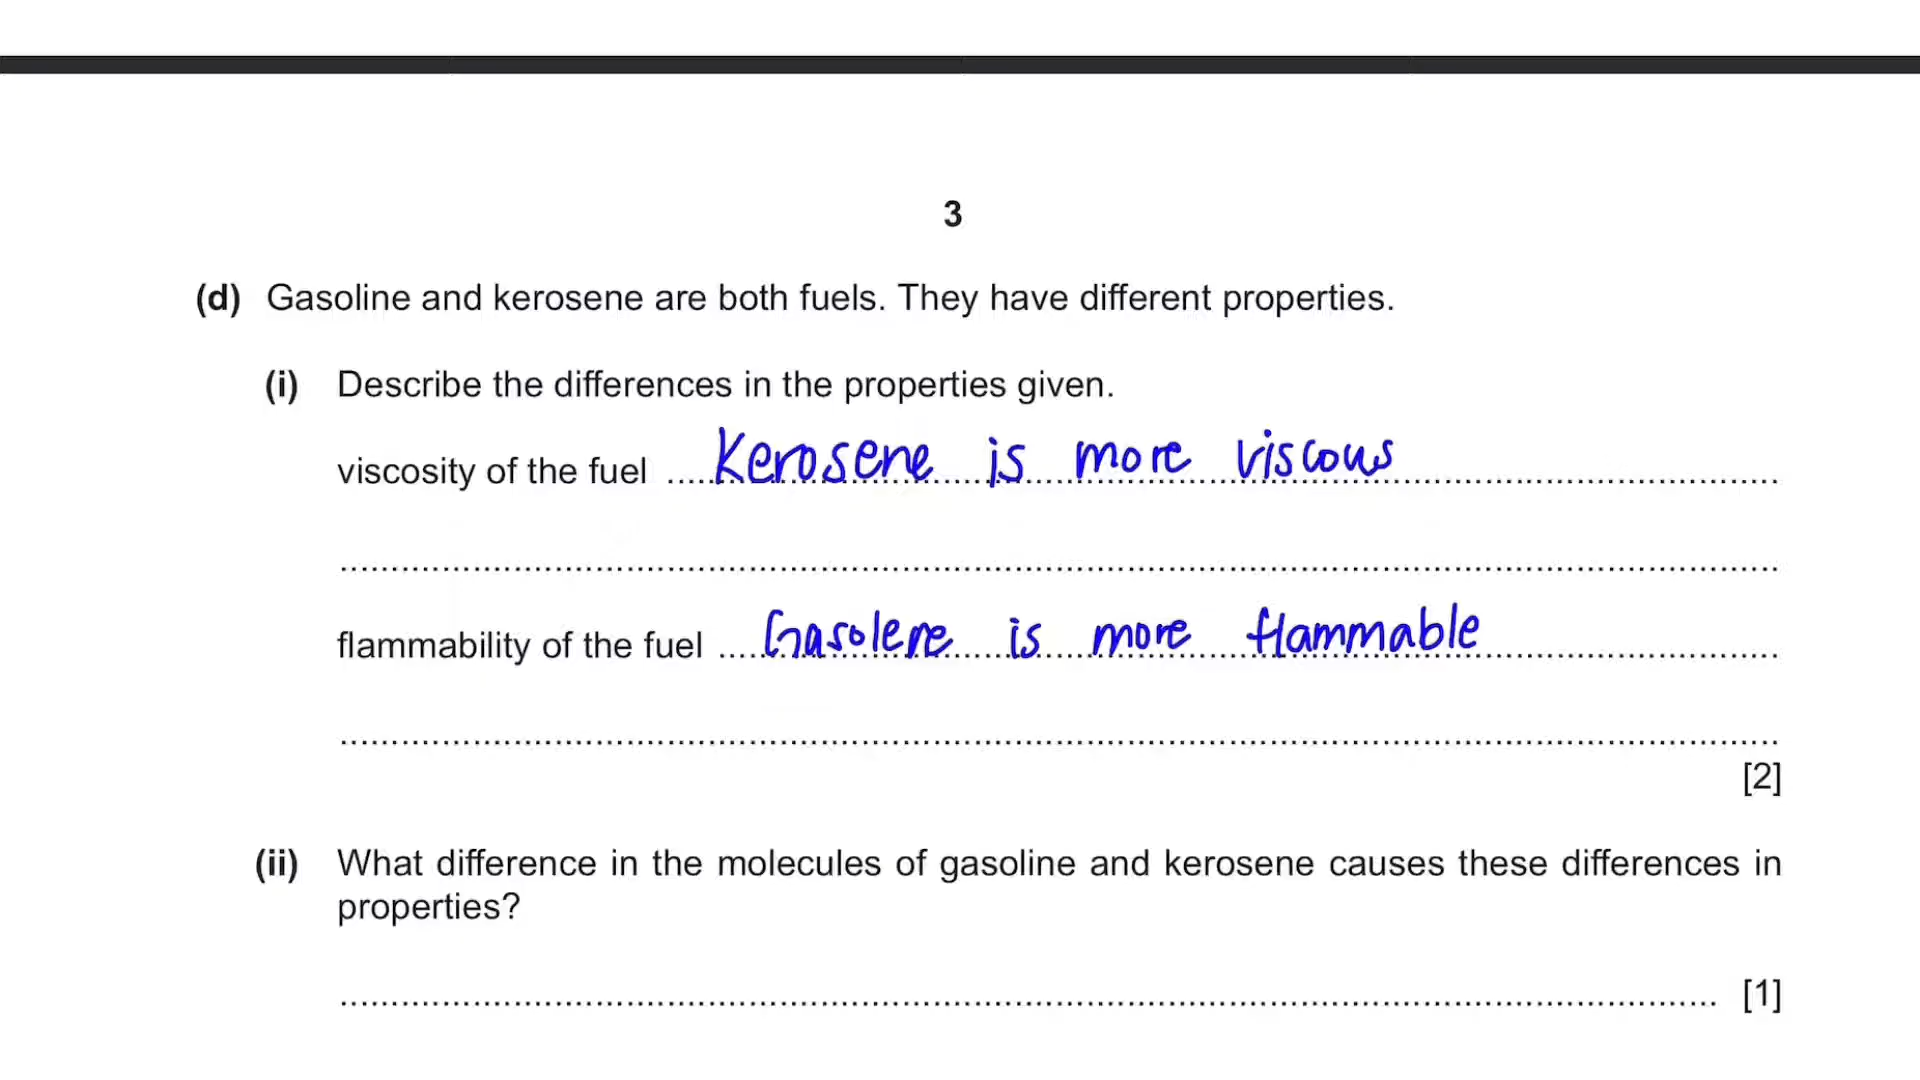 3
(d) Gasoline and kerosene are both fuels. They have different properties.
(i) Describe the differences in the properties given.
viscosity of the fuel Kerosene is more viscous
flammability of the fuel Gasolene is more flammable
[2]
(ii) What difference in the molecules of gasoline and kerosene causes these differences in
properties?
[1]